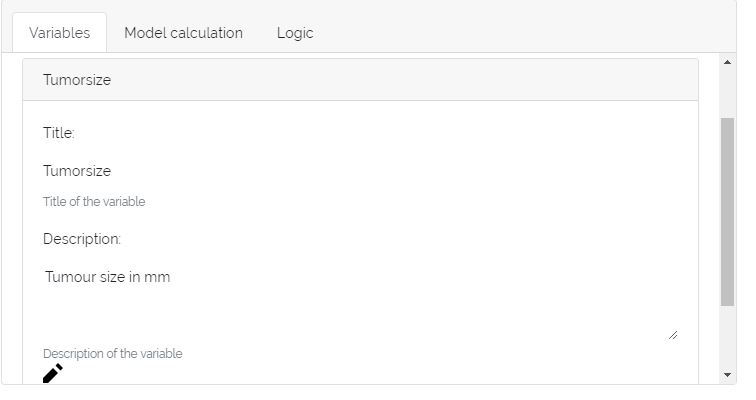 Variables Model calculation Logic
Tumorsize
Title:
Tumorsize
Title of the variable
Description:
Tumour size in mm
Description of the variable